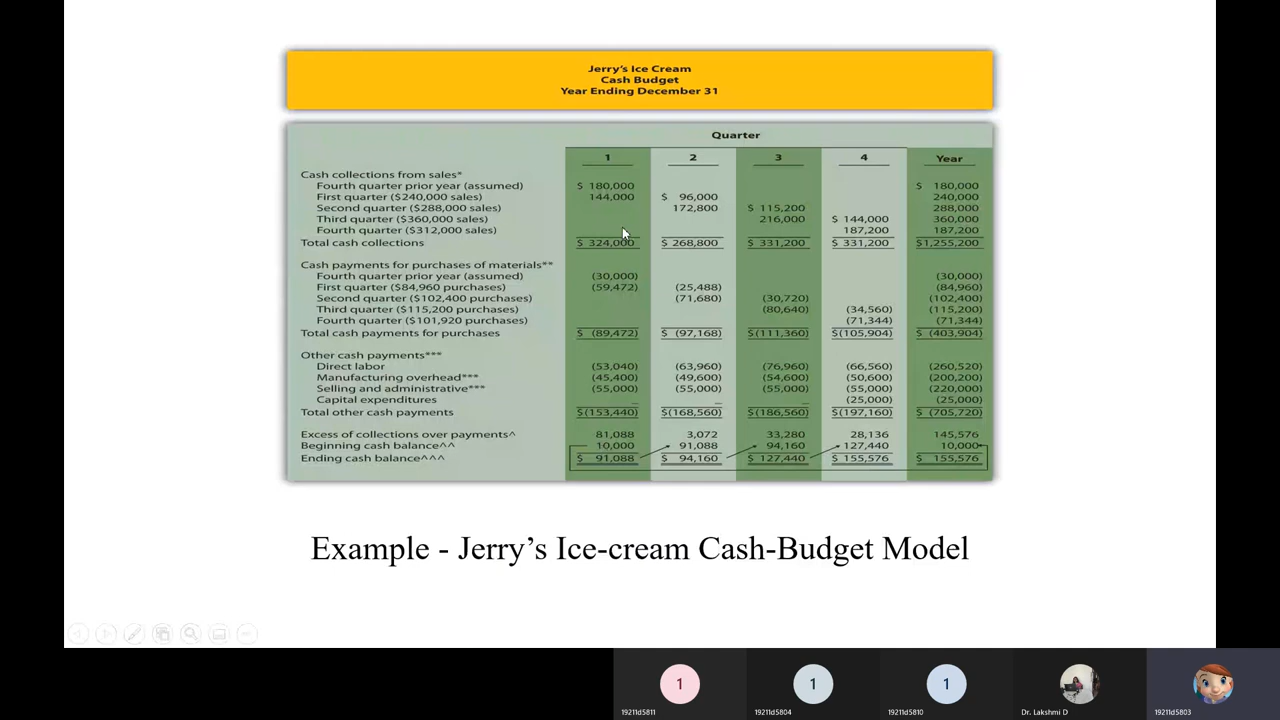 Jerry's Ice Cream
Cash Budget
Year Ending December 31
Quarter
1 2 3 4 Year
Cash collections from sales*
Fourth quarter prior year (assumed) $ 180,000 $ 180,000
First quarter ($240,000 sales) 144,000 $ 96,000 240,000
Second quarter ($288,000 sales) 172,800 $ 115,200 288,000
Third quarter ($360,000 sales) 216,000 $ 144,000 360,000
Fourth quarter ($312,000 sales) 187,200 187,200
Total cash collections $ 324,000 $ 268,800 $ 331,200 $ 331,200 $1,255,200
Cash payments for purchases of materials**
Fourth quarter prior year (assumed) (30,000) (30,000)
First quarter ($84,960 purchases) (59,472) (25,488) (84,960)
Second quarter ($102,400 purchases) (71,680) (30,720) (102,400)
Third quarter ($115,200 purchases) (80,640) (34,560) (115,200)
Fourth quarter ($101,920 purchases) (71,344) (71,344)
Total cash payments for purchases $ (89,472) $ (97,168) $(111,360) $(105,904) $ (403,904)
Other cash payments***
Direct labor (53,040) (63,960) (76,960) (66,560) (260,520)
Manufacturing overhead*** (45,400) (49,600) (54,600) (50,600) (200,200)
Selling and administrative*** (55,000) (55,000) (55,000) (55,000) (220,000)
Capital expenditures – – – (25,000) (25,000)
Total other cash payments $(153,440) $(168,560) $(186,560) $(197,160) $ (705,720)
Excess of collections over payments^ 81,088 3,072 33,280 28,136 145,576
Beginning cash balance^^ 10,000 91,088 94,160 127,440 10,000
Ending cash balance^^^ $ 91,088 $ 94,160 $ 127,440 $ 155,576 $ 155,576
Example - Jerry's Ice-cream Cash-Budget Model
1 1 1
19211d5811 19211d5804 19211d5810 Dr. Lakshmi D 19211d5803